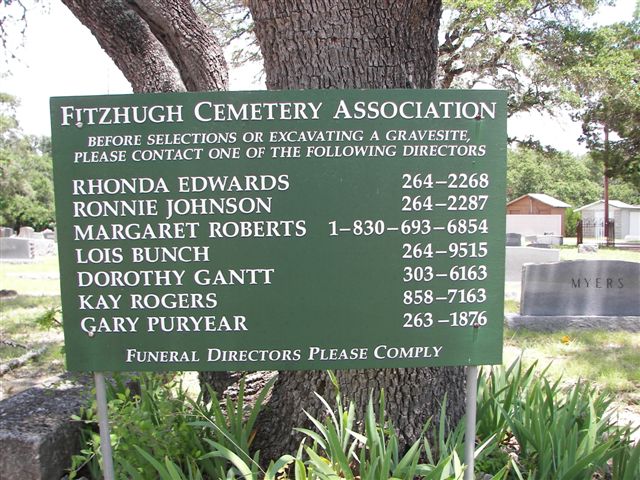 FITZHUGH CEMETERY ASSOCIATION
BEFORE SELECTIONS OR EXCAVATING A GRAVESITE,
PLEASE CONTACT ONE OF THE FOLLOWING DIRECTORS
RHONDA EDWARDS 264-2268
RONNIE JOHNSON 264-2287
MARGARET ROBERTS 1-830-693-6854
LOIS BUNCH 264-9515
DOROTHY GANTT 303-6163
KAY ROGERS 858-7163
GARY PURYEAR 263-1876
FUNERAL DIRECTORS PLEASE COMPLY
MYERS